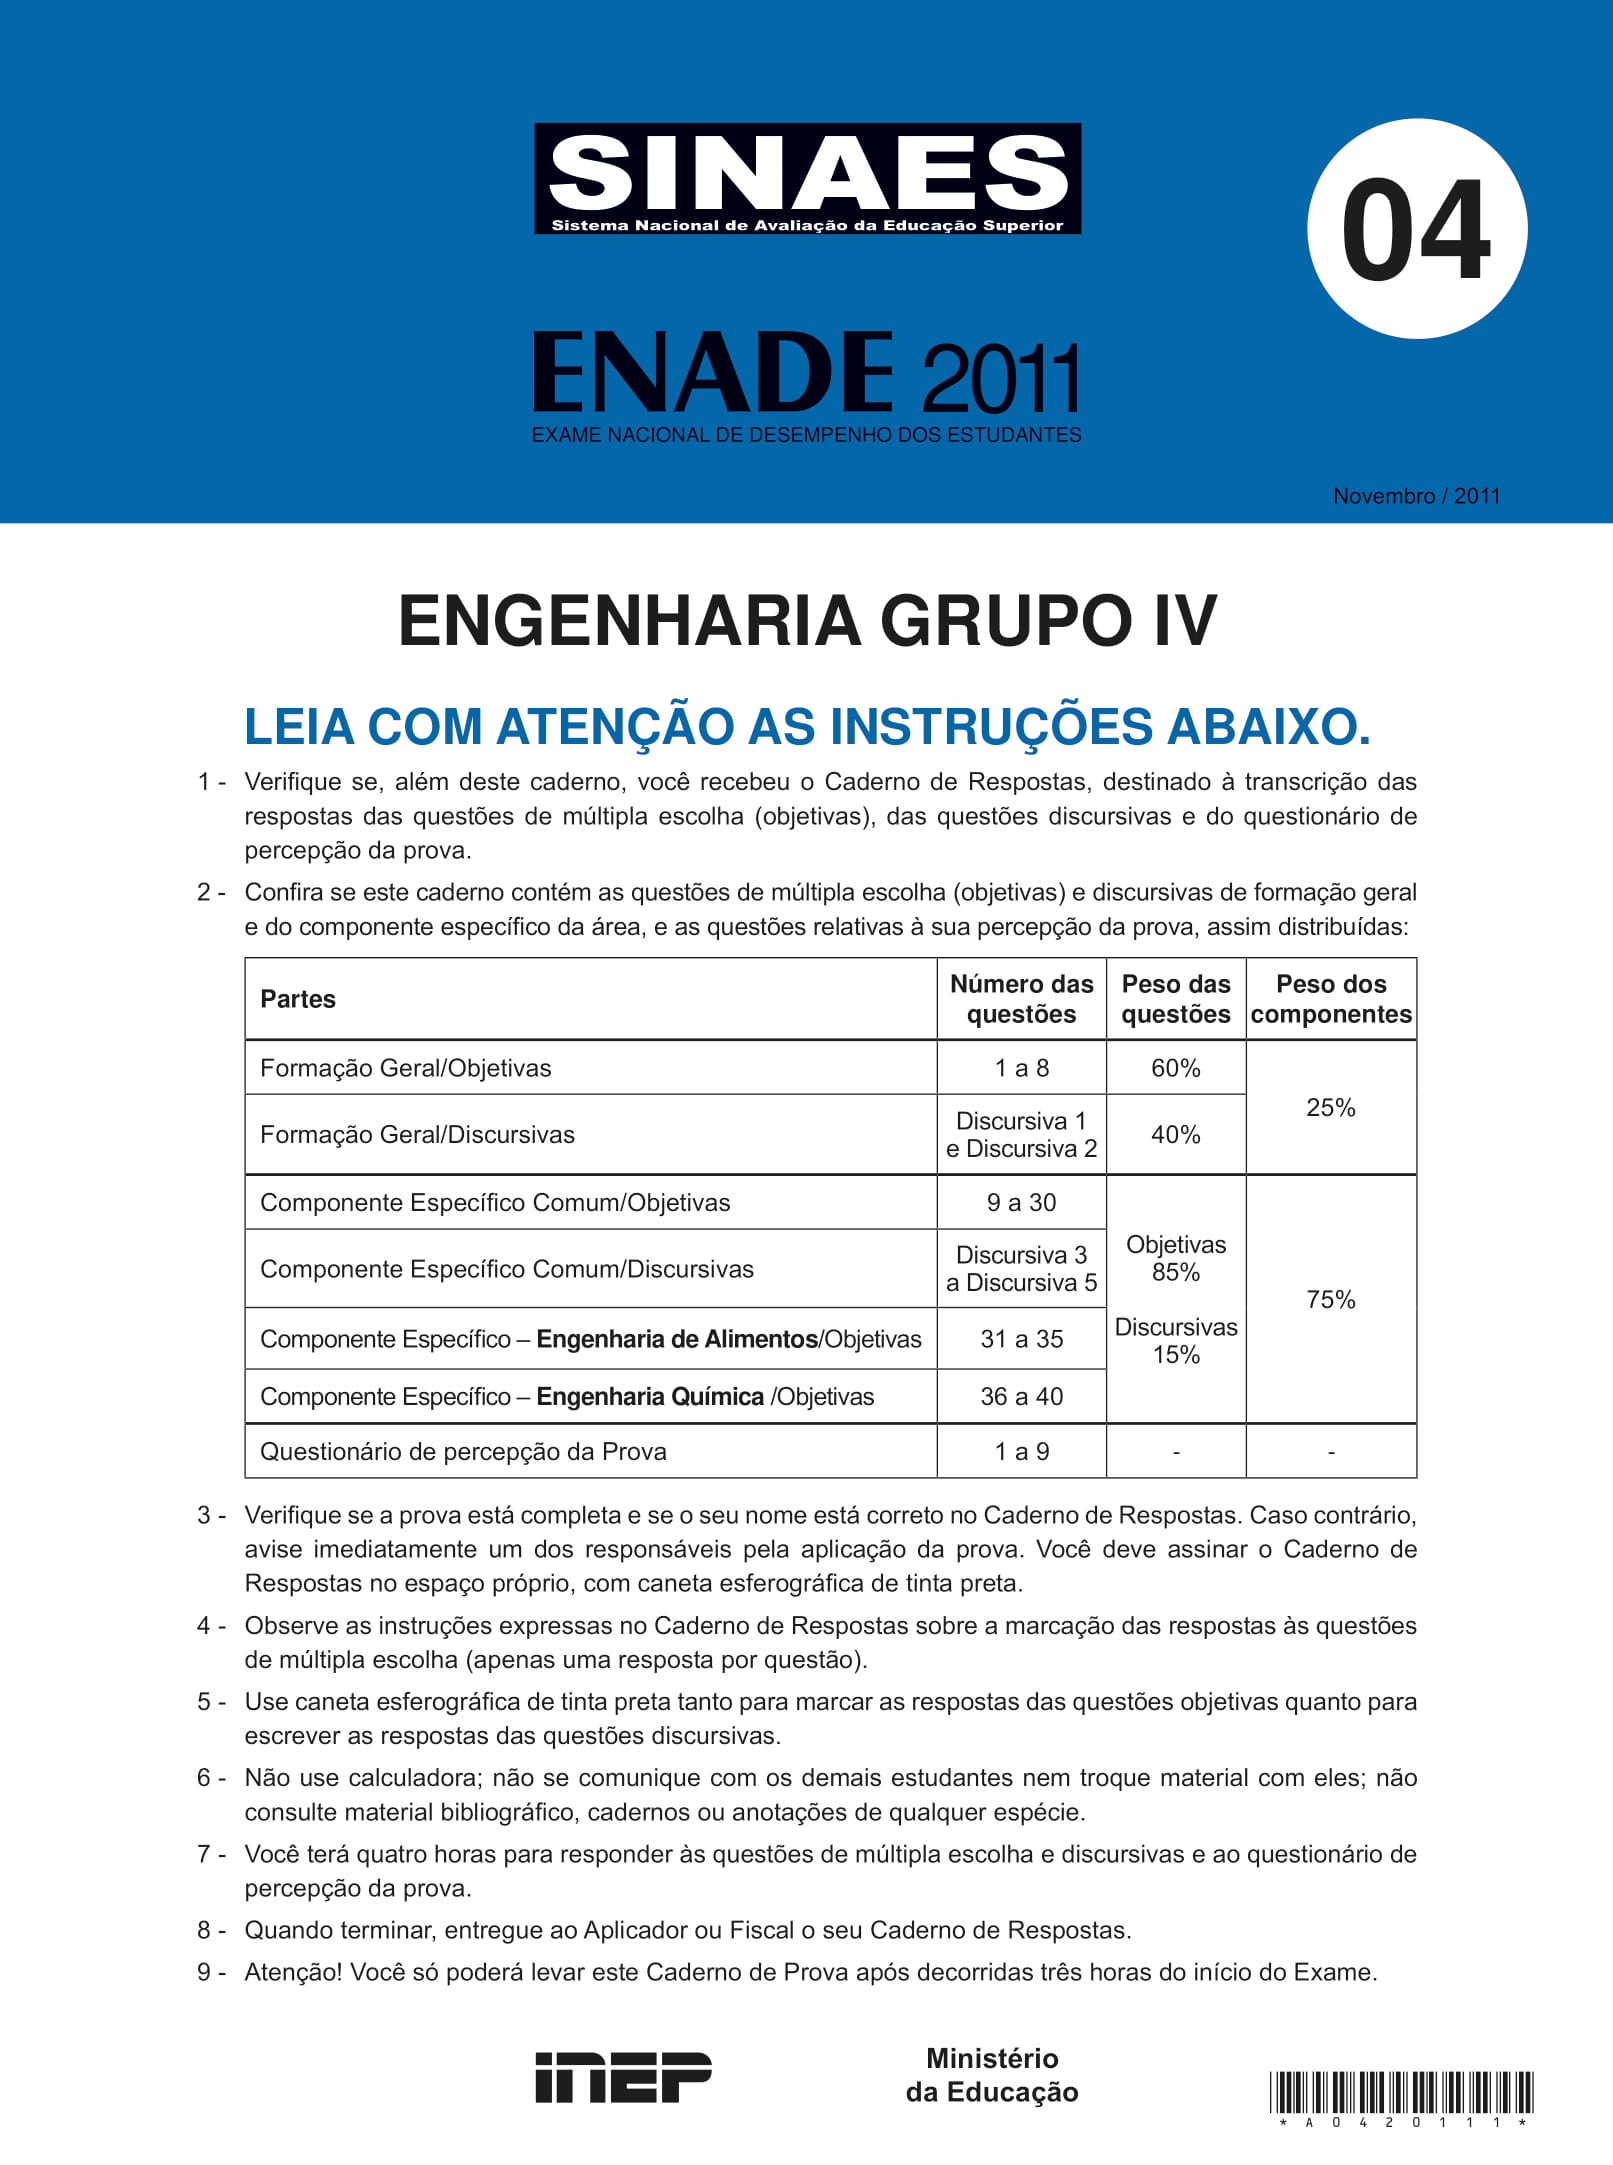 SINAES
Sistema Nacional de Avaliação da Educação Superior
04
ENADE 2011
EXAME NACIONAL DE DESEMPENHO DOS ESTUDANTES
Novembro / 2011
ENGENHARIA GRUPO IV
LEIA COM ATENÇÃO AS INSTRUÇÕES ABAIXO.
1 - Verifique se, além deste caderno, você recebeu o Caderno de Respostas, destinado à transcrição das
respostas das questões de múltipla escolha (objetivas), das questões discursivas e do questionário de
percepção da prova.
2 - Confira se este caderno contém as questões de múltipla escolha (objetivas) e discursivas de formação geral
e do componente específico da área, e as questões relativas à sua percepção da prova, assim distribuídas:
Partes
Número das
questões
Peso das
questões
Peso dos
componentes
Formação Geral/Objetivas
1 a 8
60%
25%
Formação Geral/Discursivas
Discursiva 1
e Discursiva 2
40%
Componente Específico Comum/Objetivas
9 a 30
Objetivas
85%
Discursivas
15%
75%
Componente Específico Comum/Discursivas
Discursiva 3
a Discursiva 5
Componente Específico – Engenharia de Alimentos/Objetivas
31 a 35
Componente Específico – Engenharia Química /Objetivas
36 a 40
Questionário de percepção da Prova
1 a 9
-
-
3 - Verifique se a prova está completa e se o seu nome está correto no Caderno de Respostas. Caso contrário,
avise imediatamente um dos responsáveis pela aplicação da prova. Você deve assinar o Caderno de
Respostas no espaço próprio, com caneta esferográfica de tinta preta.
4 - Observe as instruções expressas no Caderno de Respostas sobre a marcação das respostas às questões
de múltipla escolha (apenas uma resposta por questão).
5 - Use caneta esferográfica de tinta preta tanto para marcar as respostas das questões objetivas quanto para
escrever as respostas das questões discursivas.
6 - Não use calculadora; não se comunique com os demais estudantes nem troque material com eles; não
consulte material bibliográfico, cadernos ou anotações de qualquer espécie.
7 - Você terá quatro horas para responder às questões de múltipla escolha e discursivas e ao questionário de
percepção da prova.
8 - Quando terminar, entregue ao Aplicador ou Fiscal o seu Caderno de Respostas.
9 - Atenção! Você só poderá levar este Caderno de Prova após decorridas três horas do início do Exame.
INEP
Ministério
da Educação
* A 0 4 2 0 1 1 1 *